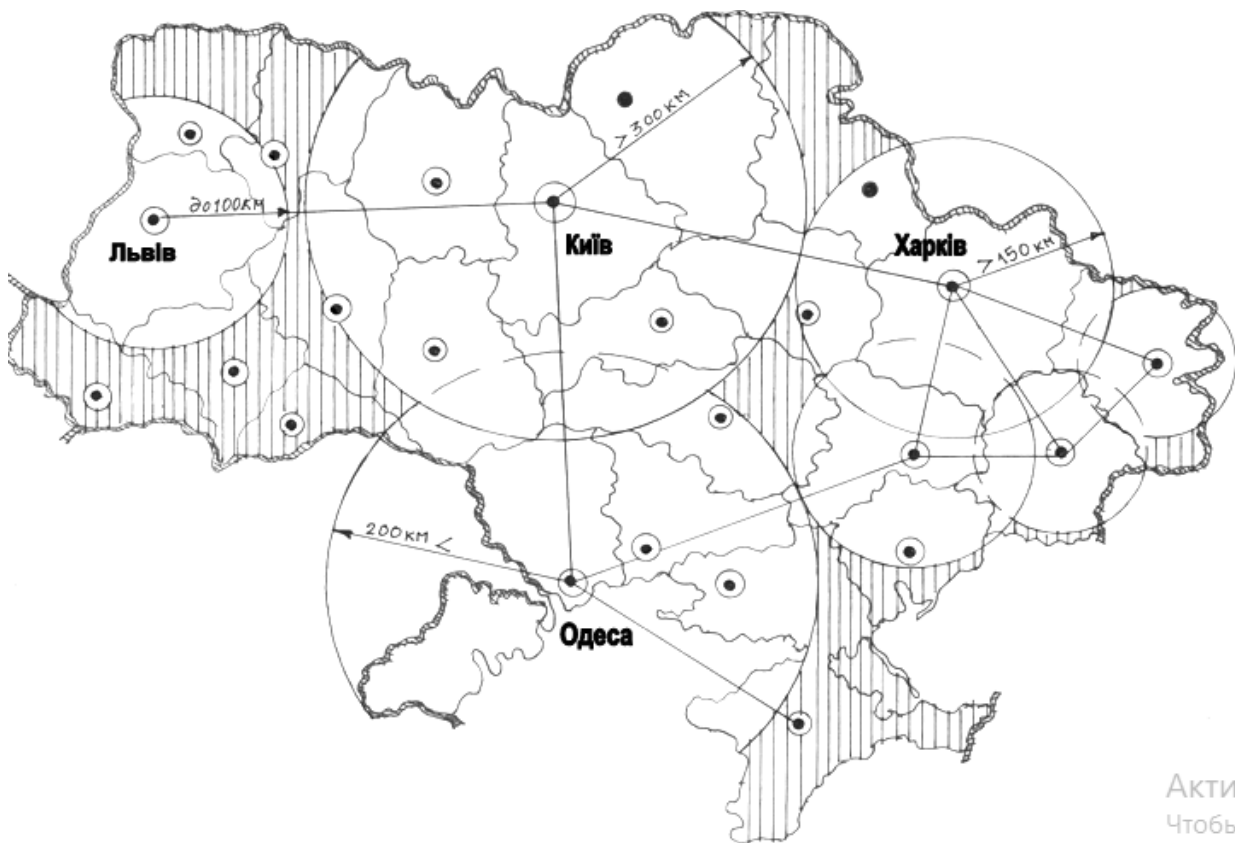 >300км
до100км
Львів
Київ
Харків
>150км
200км<
Одеса
Акти
Чтобы